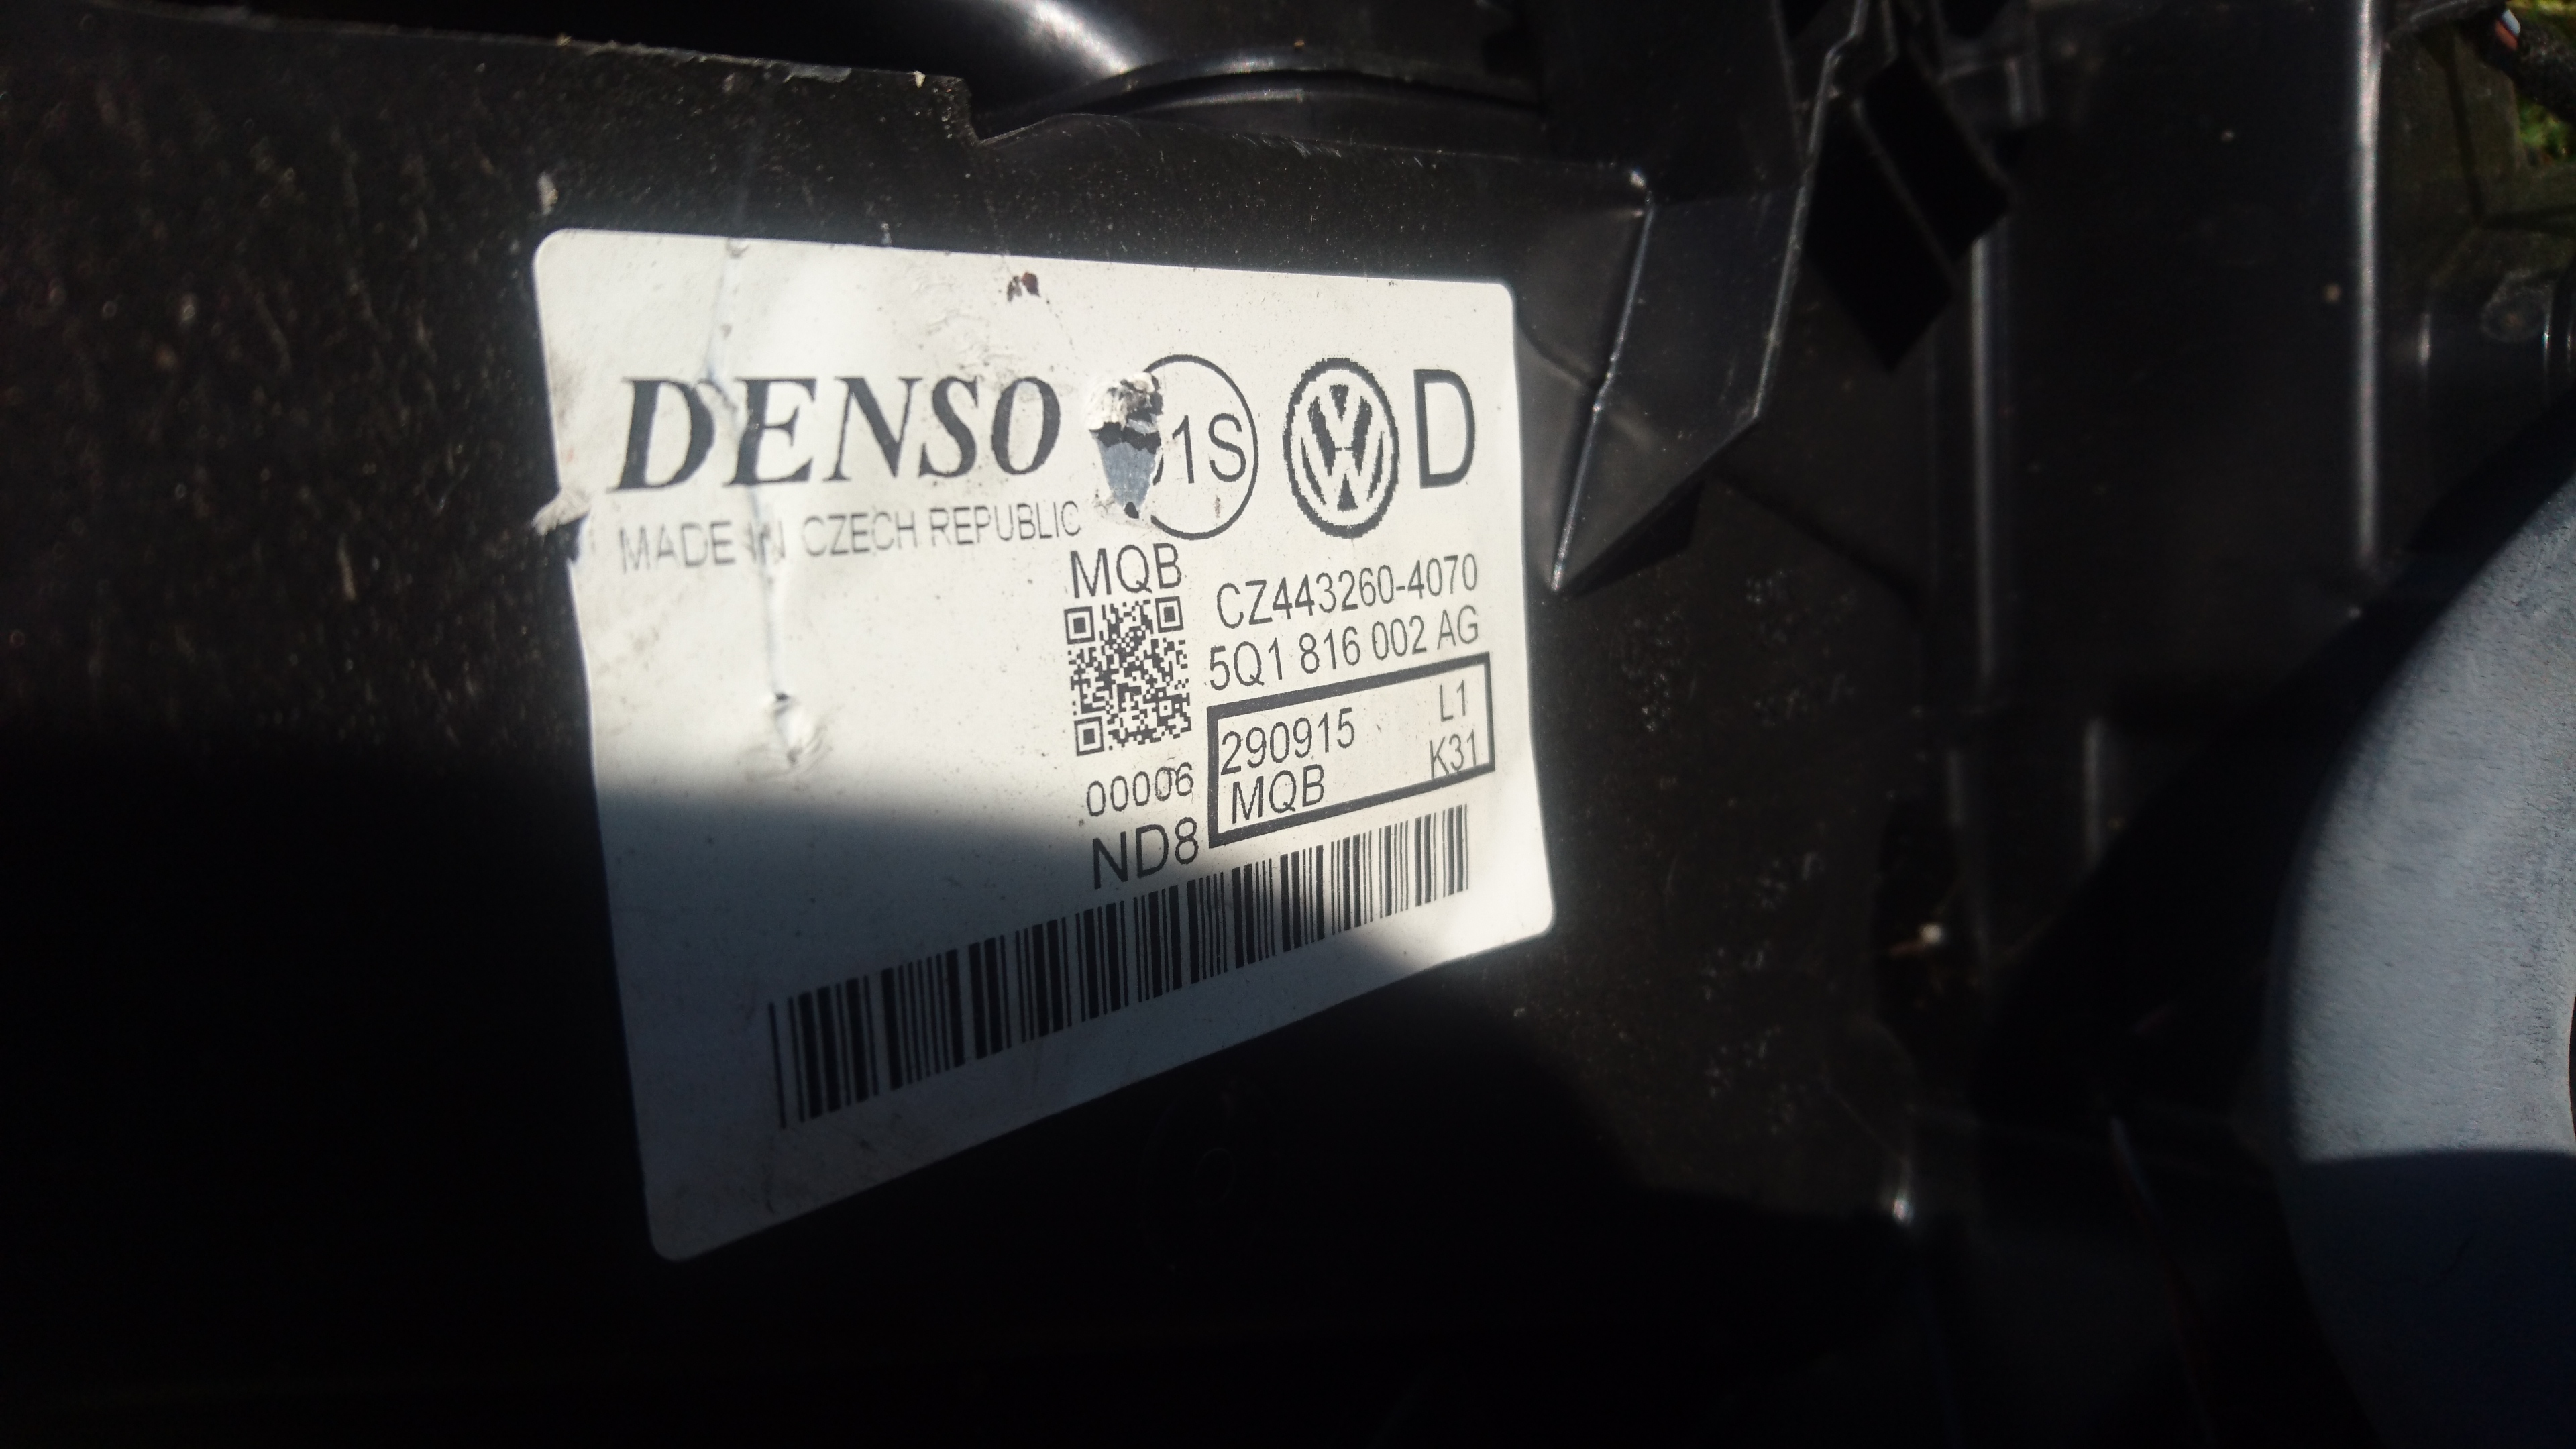 DENSO
1S
D
MADE IN CZECH REPUBLIC
MQB
CZ443260-4070
5Q1 816 002 AG
290915 L1
MQB K31
00006
ND8